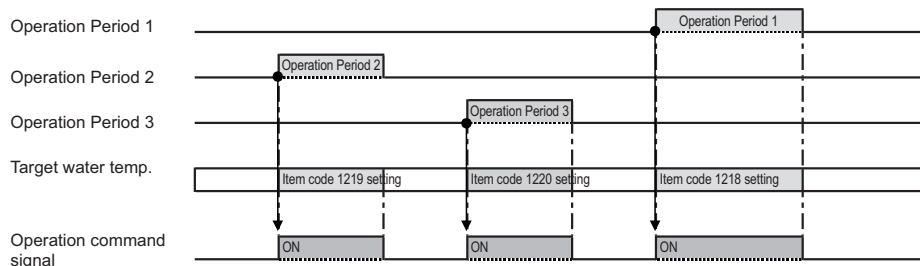 Operation Period 1
Operation Period 1
Operation Period 2
Operation Period 2
Operation Period 3
Operation Period 3
Target water temp.
Item code 1219 setting
Item code 1220 setting
Item code 1218 setting
Operation command
signal
ON
ON
ON